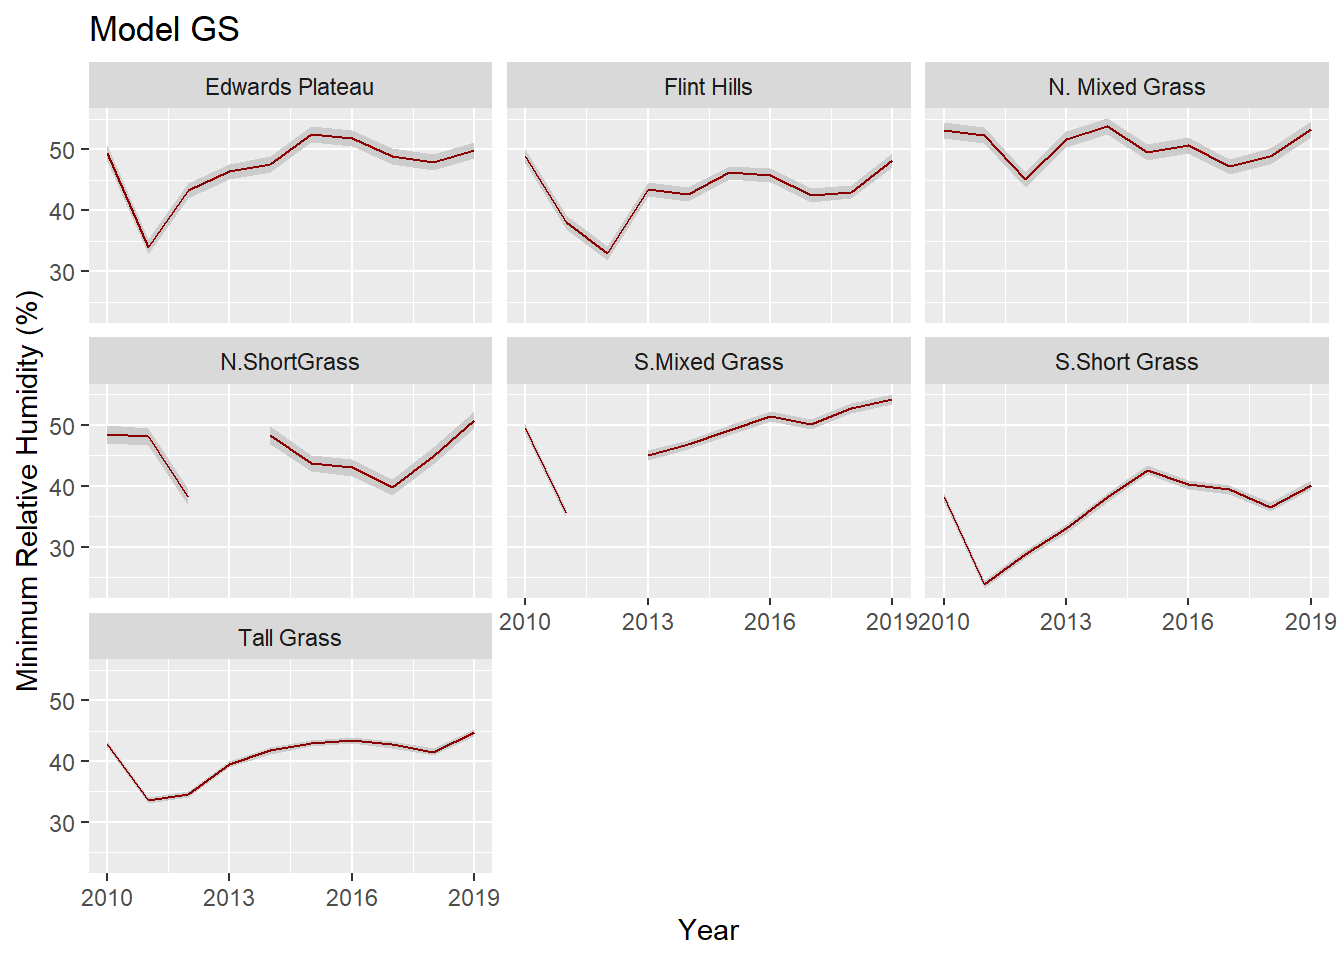 Model GS
Edwards Plateau
Flint Hills
N. Mixed Grass
50
40
30
N.ShortGrass
S.Mixed Grass
S.Short Grass
50
40
30
2010
2013
2016
2019
2010
2013
2016
2019
Tall Grass
50
40
30
2010
2013
2016
2019
Minimum Relative Humidity (%)
Year